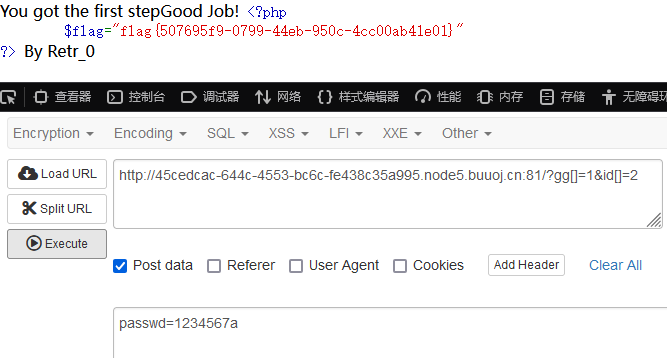 You got the first stepGood Job! <?php
$flag="flag{507695f9-0799-44eb-950c-4cc00ab41e01}"
?> By Retr_0
查看器 控制台 调试器 网络 样式编辑器 性能 内存 存储 无障碍环
Encryption Encoding SQL XSS LFI XXE Other
Load URL
http://45cedcac-644c-4553-bc6c-fe438c35a995.node5.buuoj.cn:81/?gg[]=1&id[]=2
Split URL
Execute
Post data Referer User Agent Cookies Add Header Clear All
passwd=1234567a